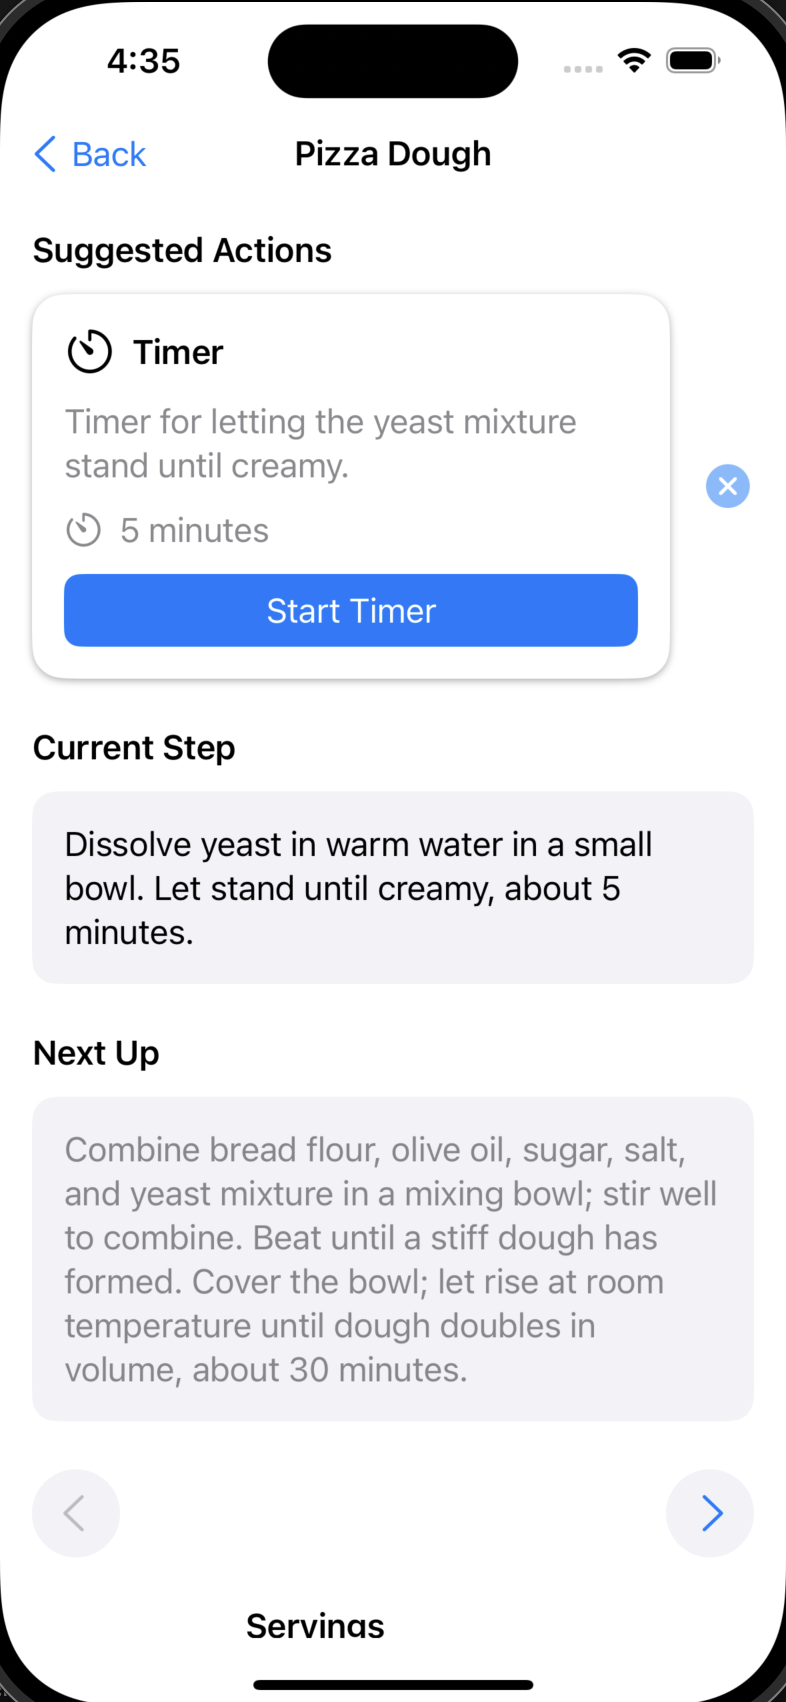 4:35
Back
Pizza Dough
Suggested Actions
Timer
Timer for letting the yeast mixture
stand until creamy.
5 minutes
Start Timer
Current Step
Dissolve yeast in warm water in a small
bowl. Let stand until creamy, about 5
minutes.
Next Up
Combine bread flour, olive oil, sugar, salt,
and yeast mixture in a mixing bowl; stir well
to combine. Beat until a stiff dough has
formed. Cover the bowl; let rise at room
temperature until dough doubles in
volume, about 30 minutes.
Servings